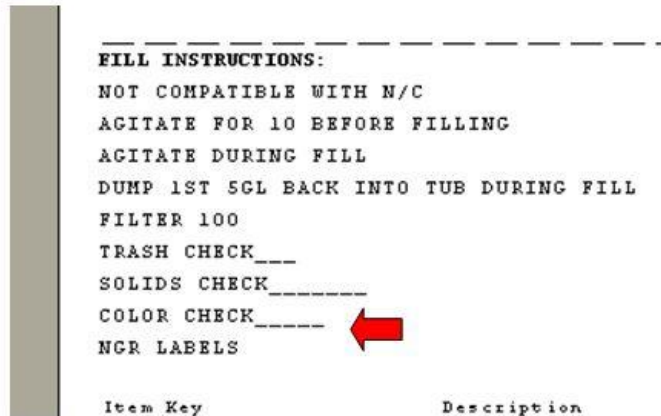 FILL INSTRUCTIONS:
NOT COMPATIBLE WITH N/C
AGITATE FOR 10 BEFORE FILLING
AGITATE DURING FILL
DUMP 1ST 5GL BACK INTO TUB DURING FILL
FILTER 100
TRASH CHECK___
SOLIDS CHECK_______
COLOR CHECK_____
NGR LABELS
Item Key Description